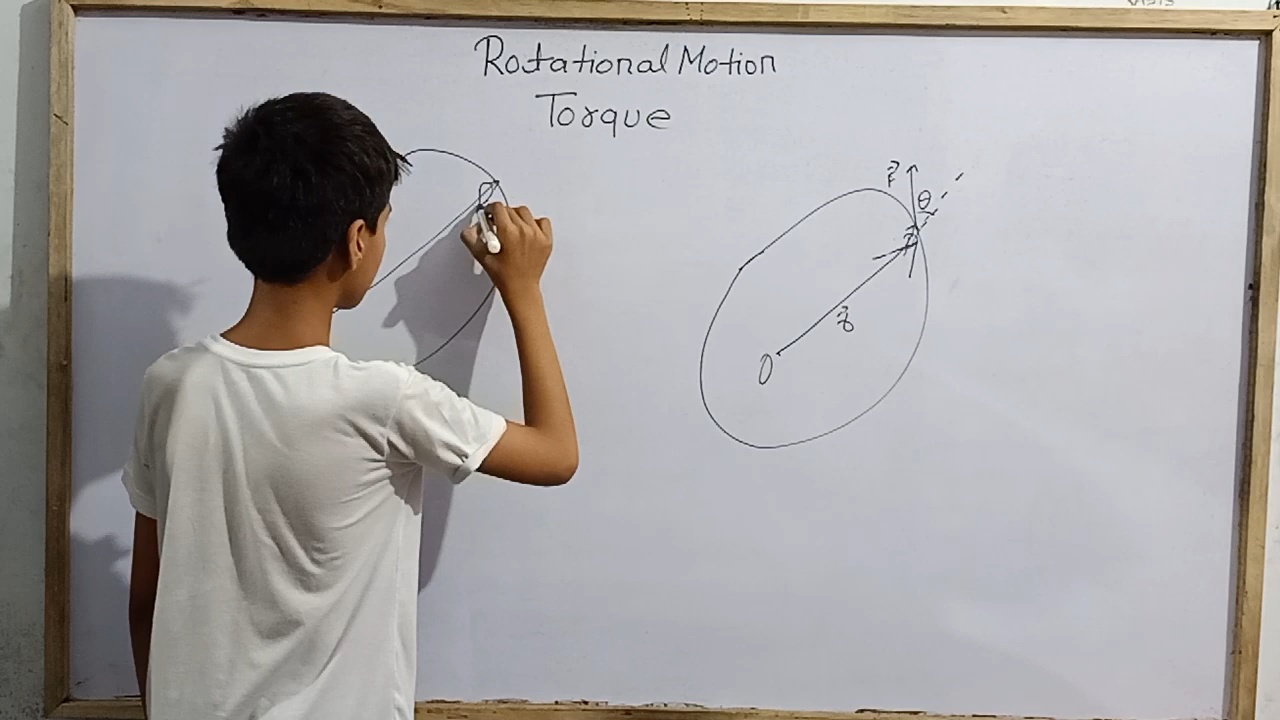 Rotational Motion
Torque
F⃗
θ
r⃗
O